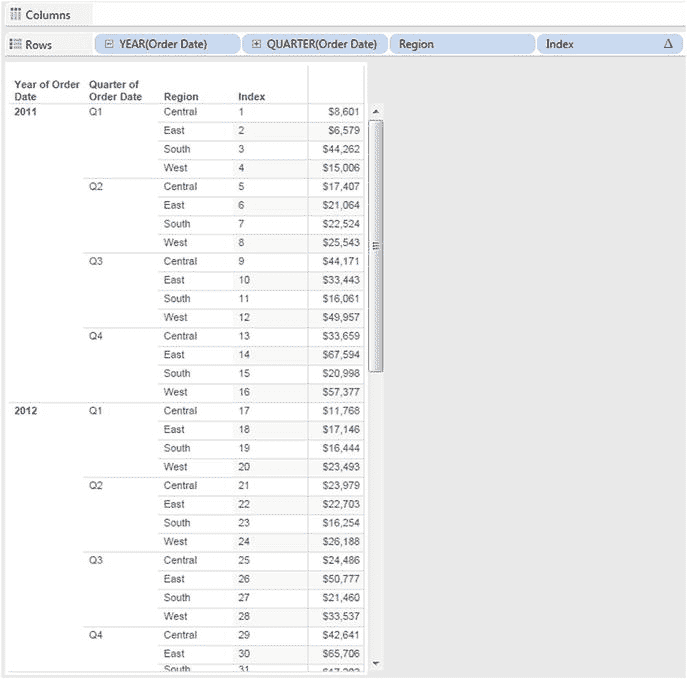 Columns
Rows YEAR(Order Date) QUARTER(Order Date) Region Index Δ
Year of Order Quarter of
Date Order Date Region Index
2011 Q1 Central 1 $8,601
East 2 $6,579
South 3 $44,262
West 4 $15,006
Q2 Central 5 $17,407
East 6 $21,064
South 7 $22,524
West 8 $25,543
Q3 Central 9 $44,171
East 10 $33,443
South 11 $16,061
West 12 $49,957
Q4 Central 13 $33,659
East 14 $67,594
South 15 $20,998
West 16 $57,377
2012 Q1 Central 17 $11,768
East 18 $17,146
South 19 $16,444
West 20 $23,493
Q2 Central 21 $23,979
East 22 $22,703
South 23 $16,254
West 24 $26,188
Q3 Central 25 $24,486
East 26 $50,777
South 27 $21,460
West 28 $33,537
Q4 Central 29 $42,641
East 30 $65,706
South 31